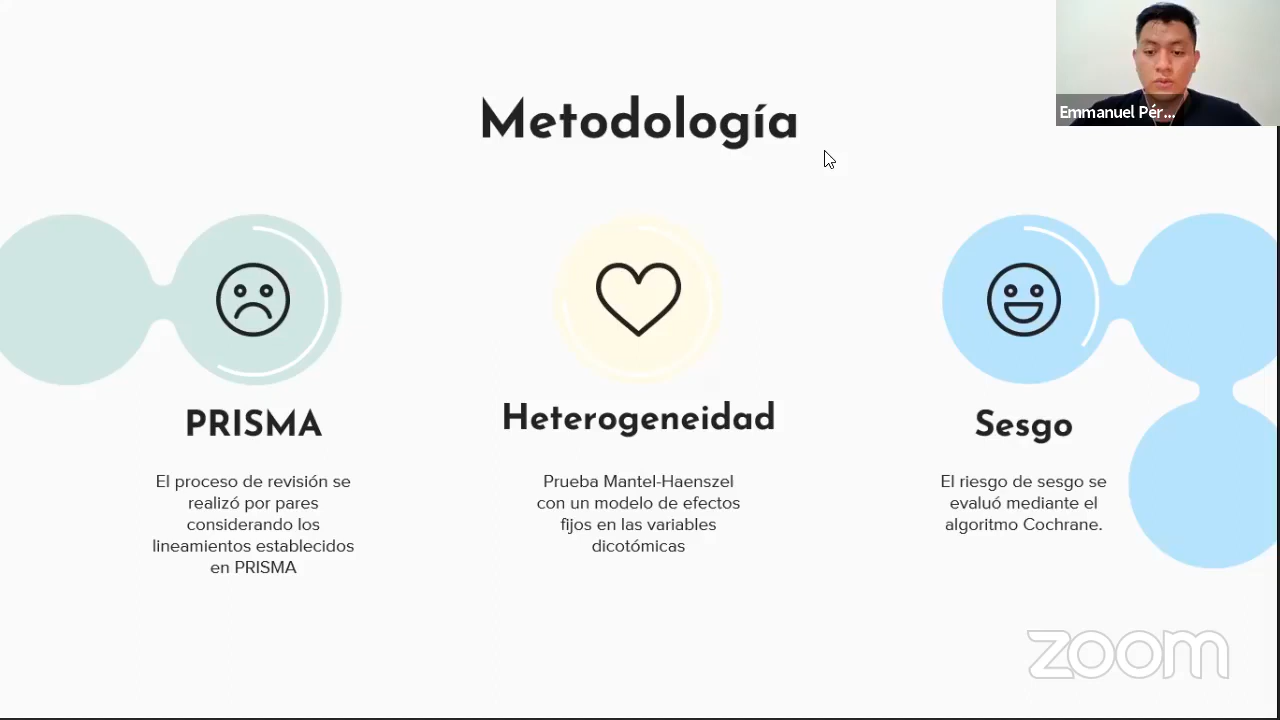 Metodología
Emmanuel Pér...
PRISMA
El proceso de revisión se
realizó por pares
considerando los
lineamientos establecidos
en PRISMA
Heterogeneidad
Prueba Mantel-Haenszel
con un modelo de efectos
fijos en las variables
dicotómicas
Sesgo
El riesgo de sesgo se
evaluó mediante el
algoritmo Cochrane.
zoom